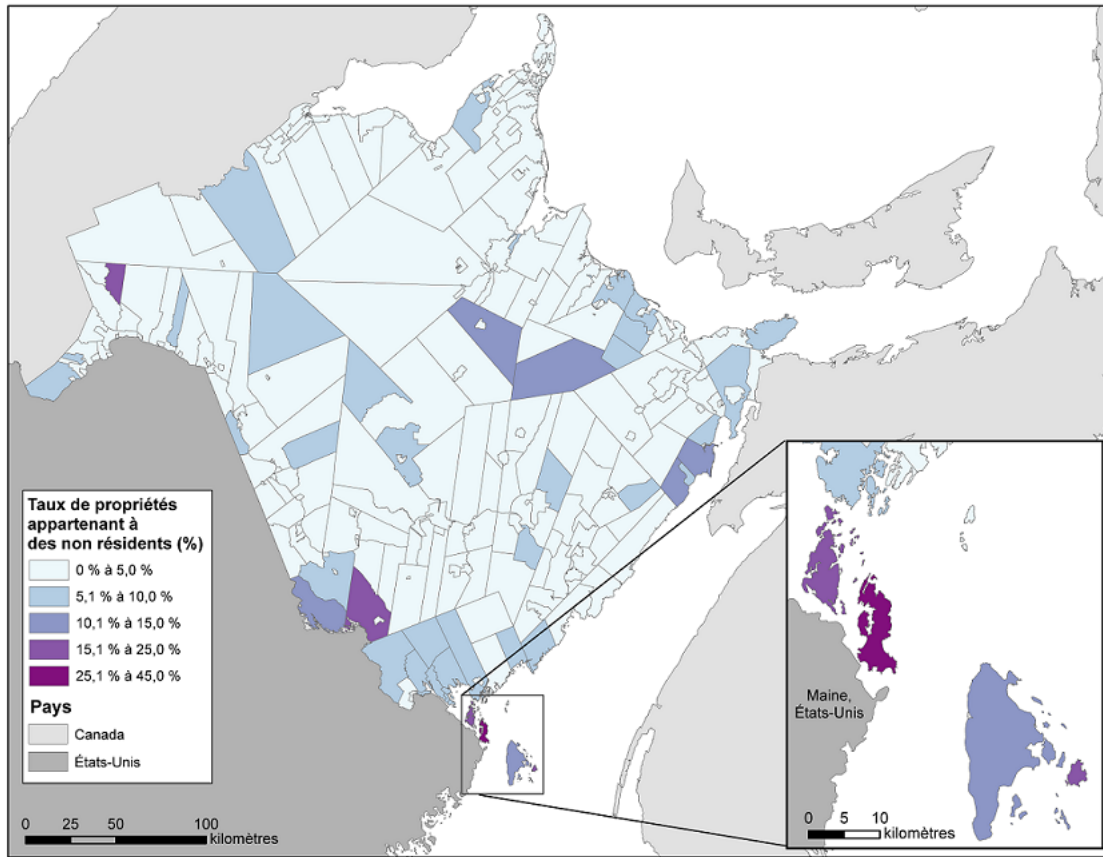 Taux de propriétés
appartenant à
des non résidents (%)
0 % à 5,0 %
5,1 % à 10,0 %
10,1 % à 15,0 %
15,1 % à 25,0 %
25,1 % à 45,0 %
Pays
Canada
États-Unis
0 25 50 100
kilomètres
Maine,
États-Unis
0 5 10
kilomètres